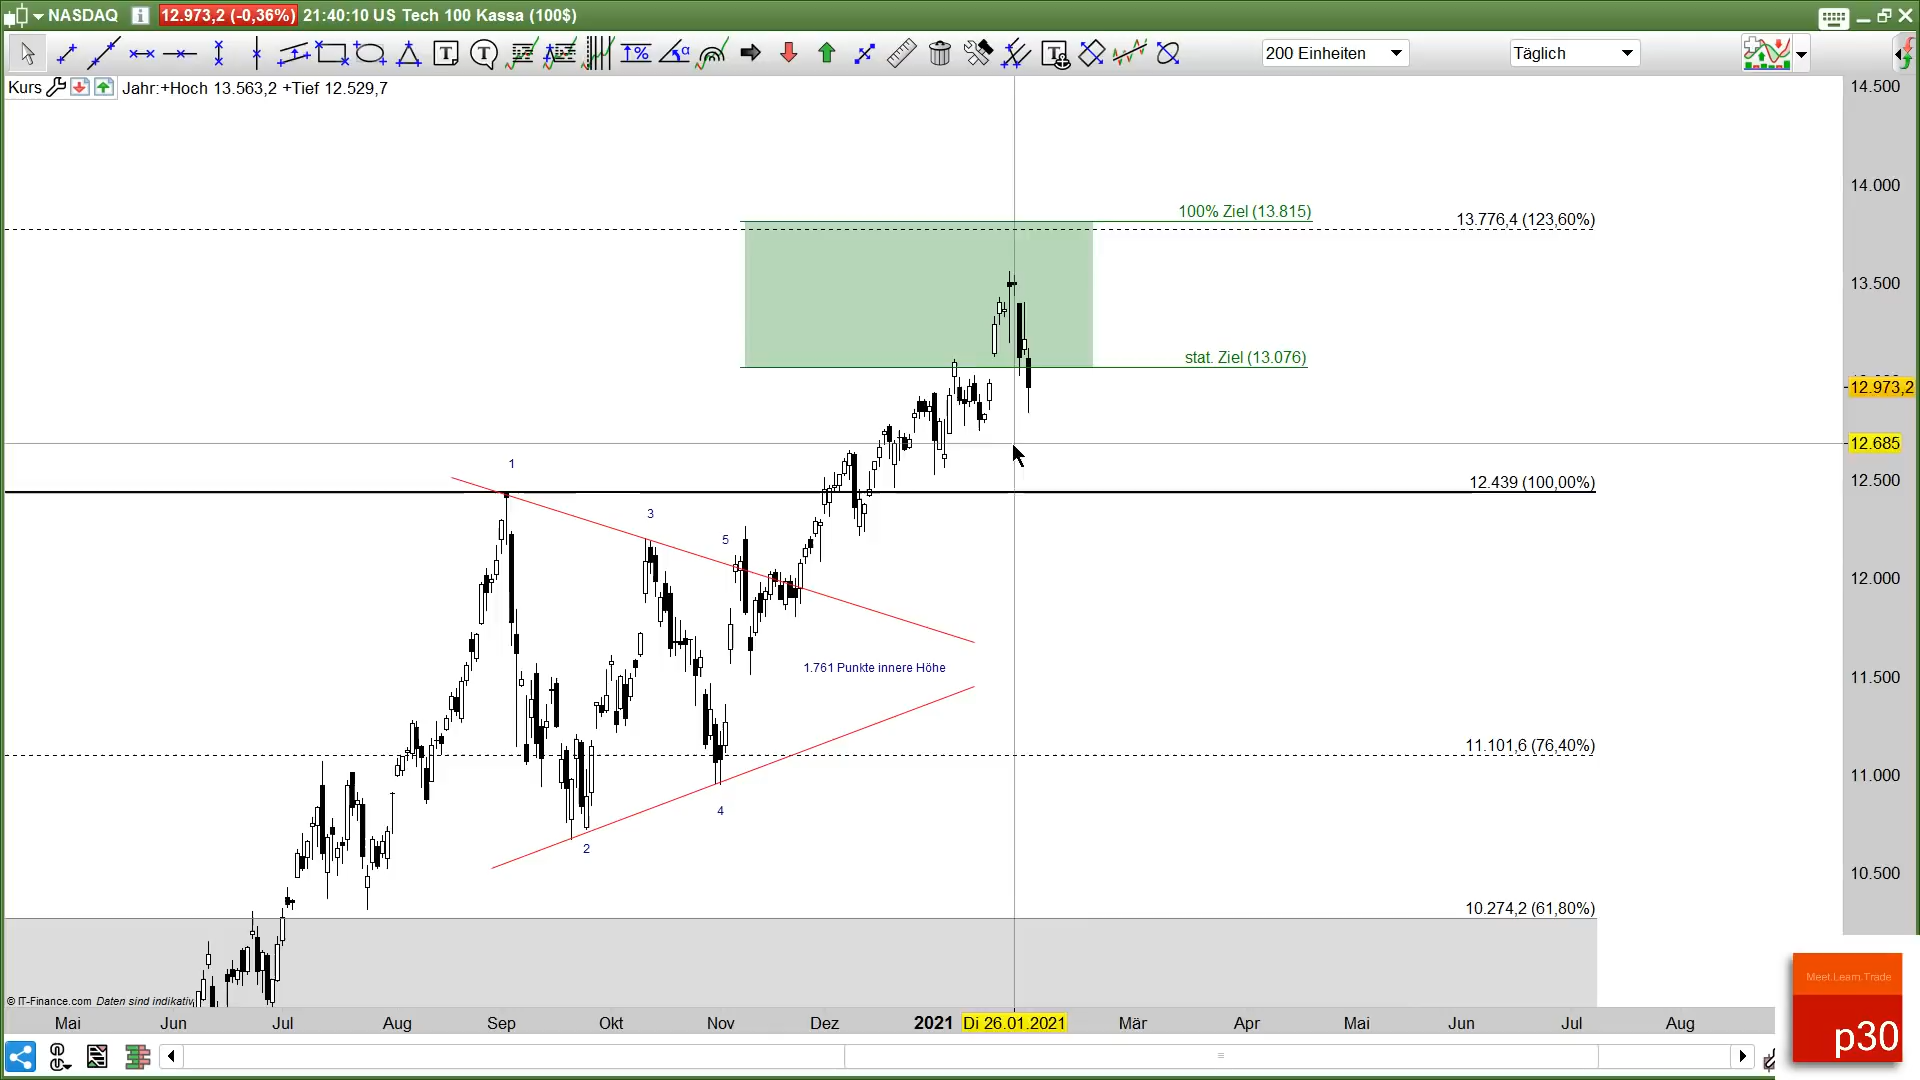 NASDAQ 12.973,2 (-0,36%) 21:40:10 US Tech 100 Kassa (100$)
200 Einheiten
Täglich
Kurs Jahr:+Hoch 13.563,2 +Tief 12.529,7
14.500
14.000
100% Ziel (13.815)
13.776,4 (123,60%)
13.500
stat. Ziel (13.076)
12.973,2
12.685
1
12.439 (100,00%)
12.500
3
5
12.000
1.761 Punkte innere Höhe
11.500
11.101,6 (76,40%)
11.000
4
2
10.500
10.274,2 (61,80%)
Meet.Learn.Trade
p30
© IT-Finance.com Daten sind indikativ
Mai Jun Jul Aug Sep Okt Nov Dez 2021 Di 26.01.2021 Mär Apr Mai Jun Jul Aug